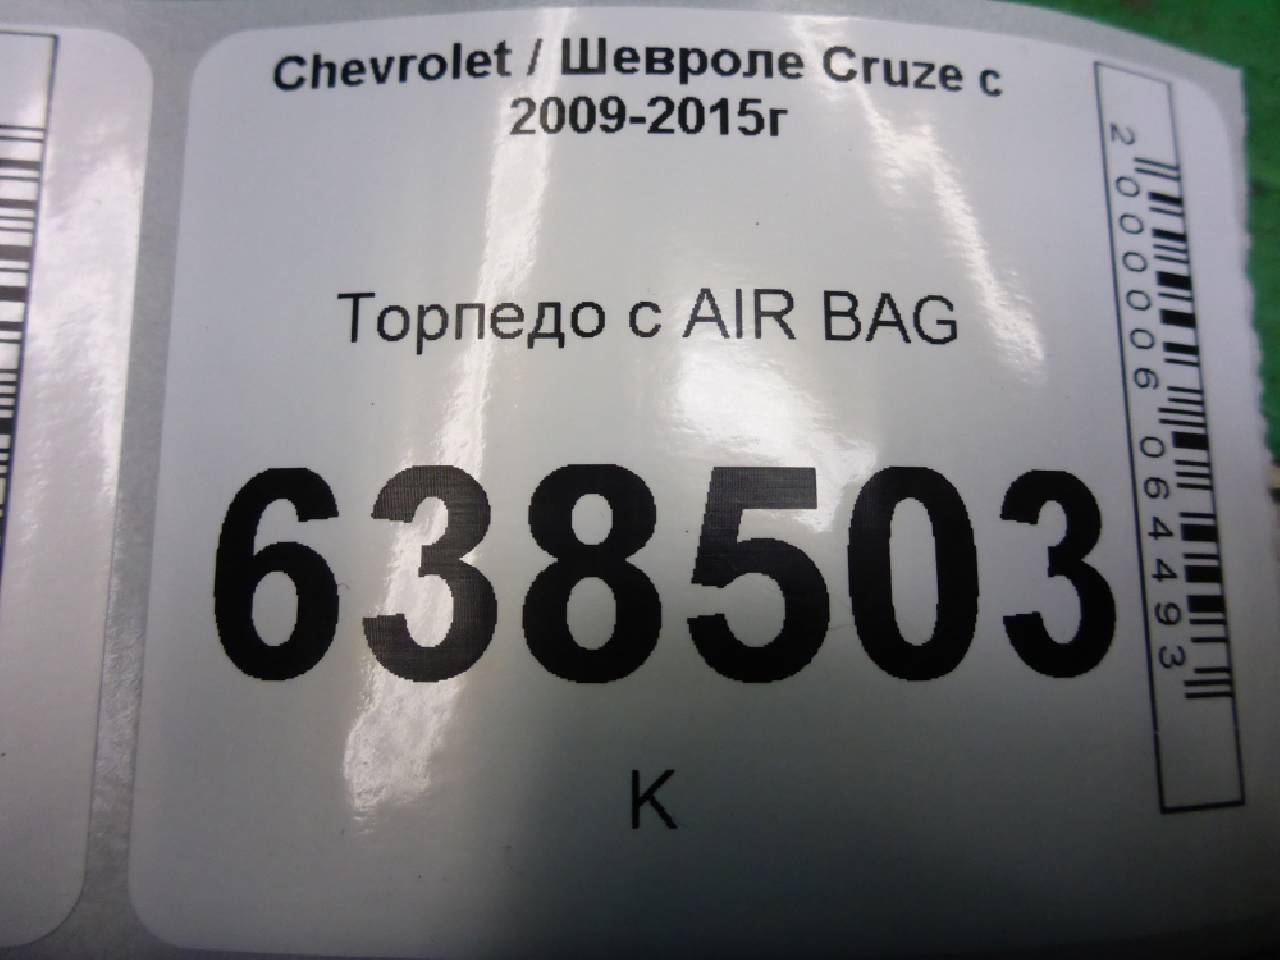 Chevrolet / Шевроле Cruze с
2009-2015г
Торпедо с AIR BAG
638503
К
2000006064493